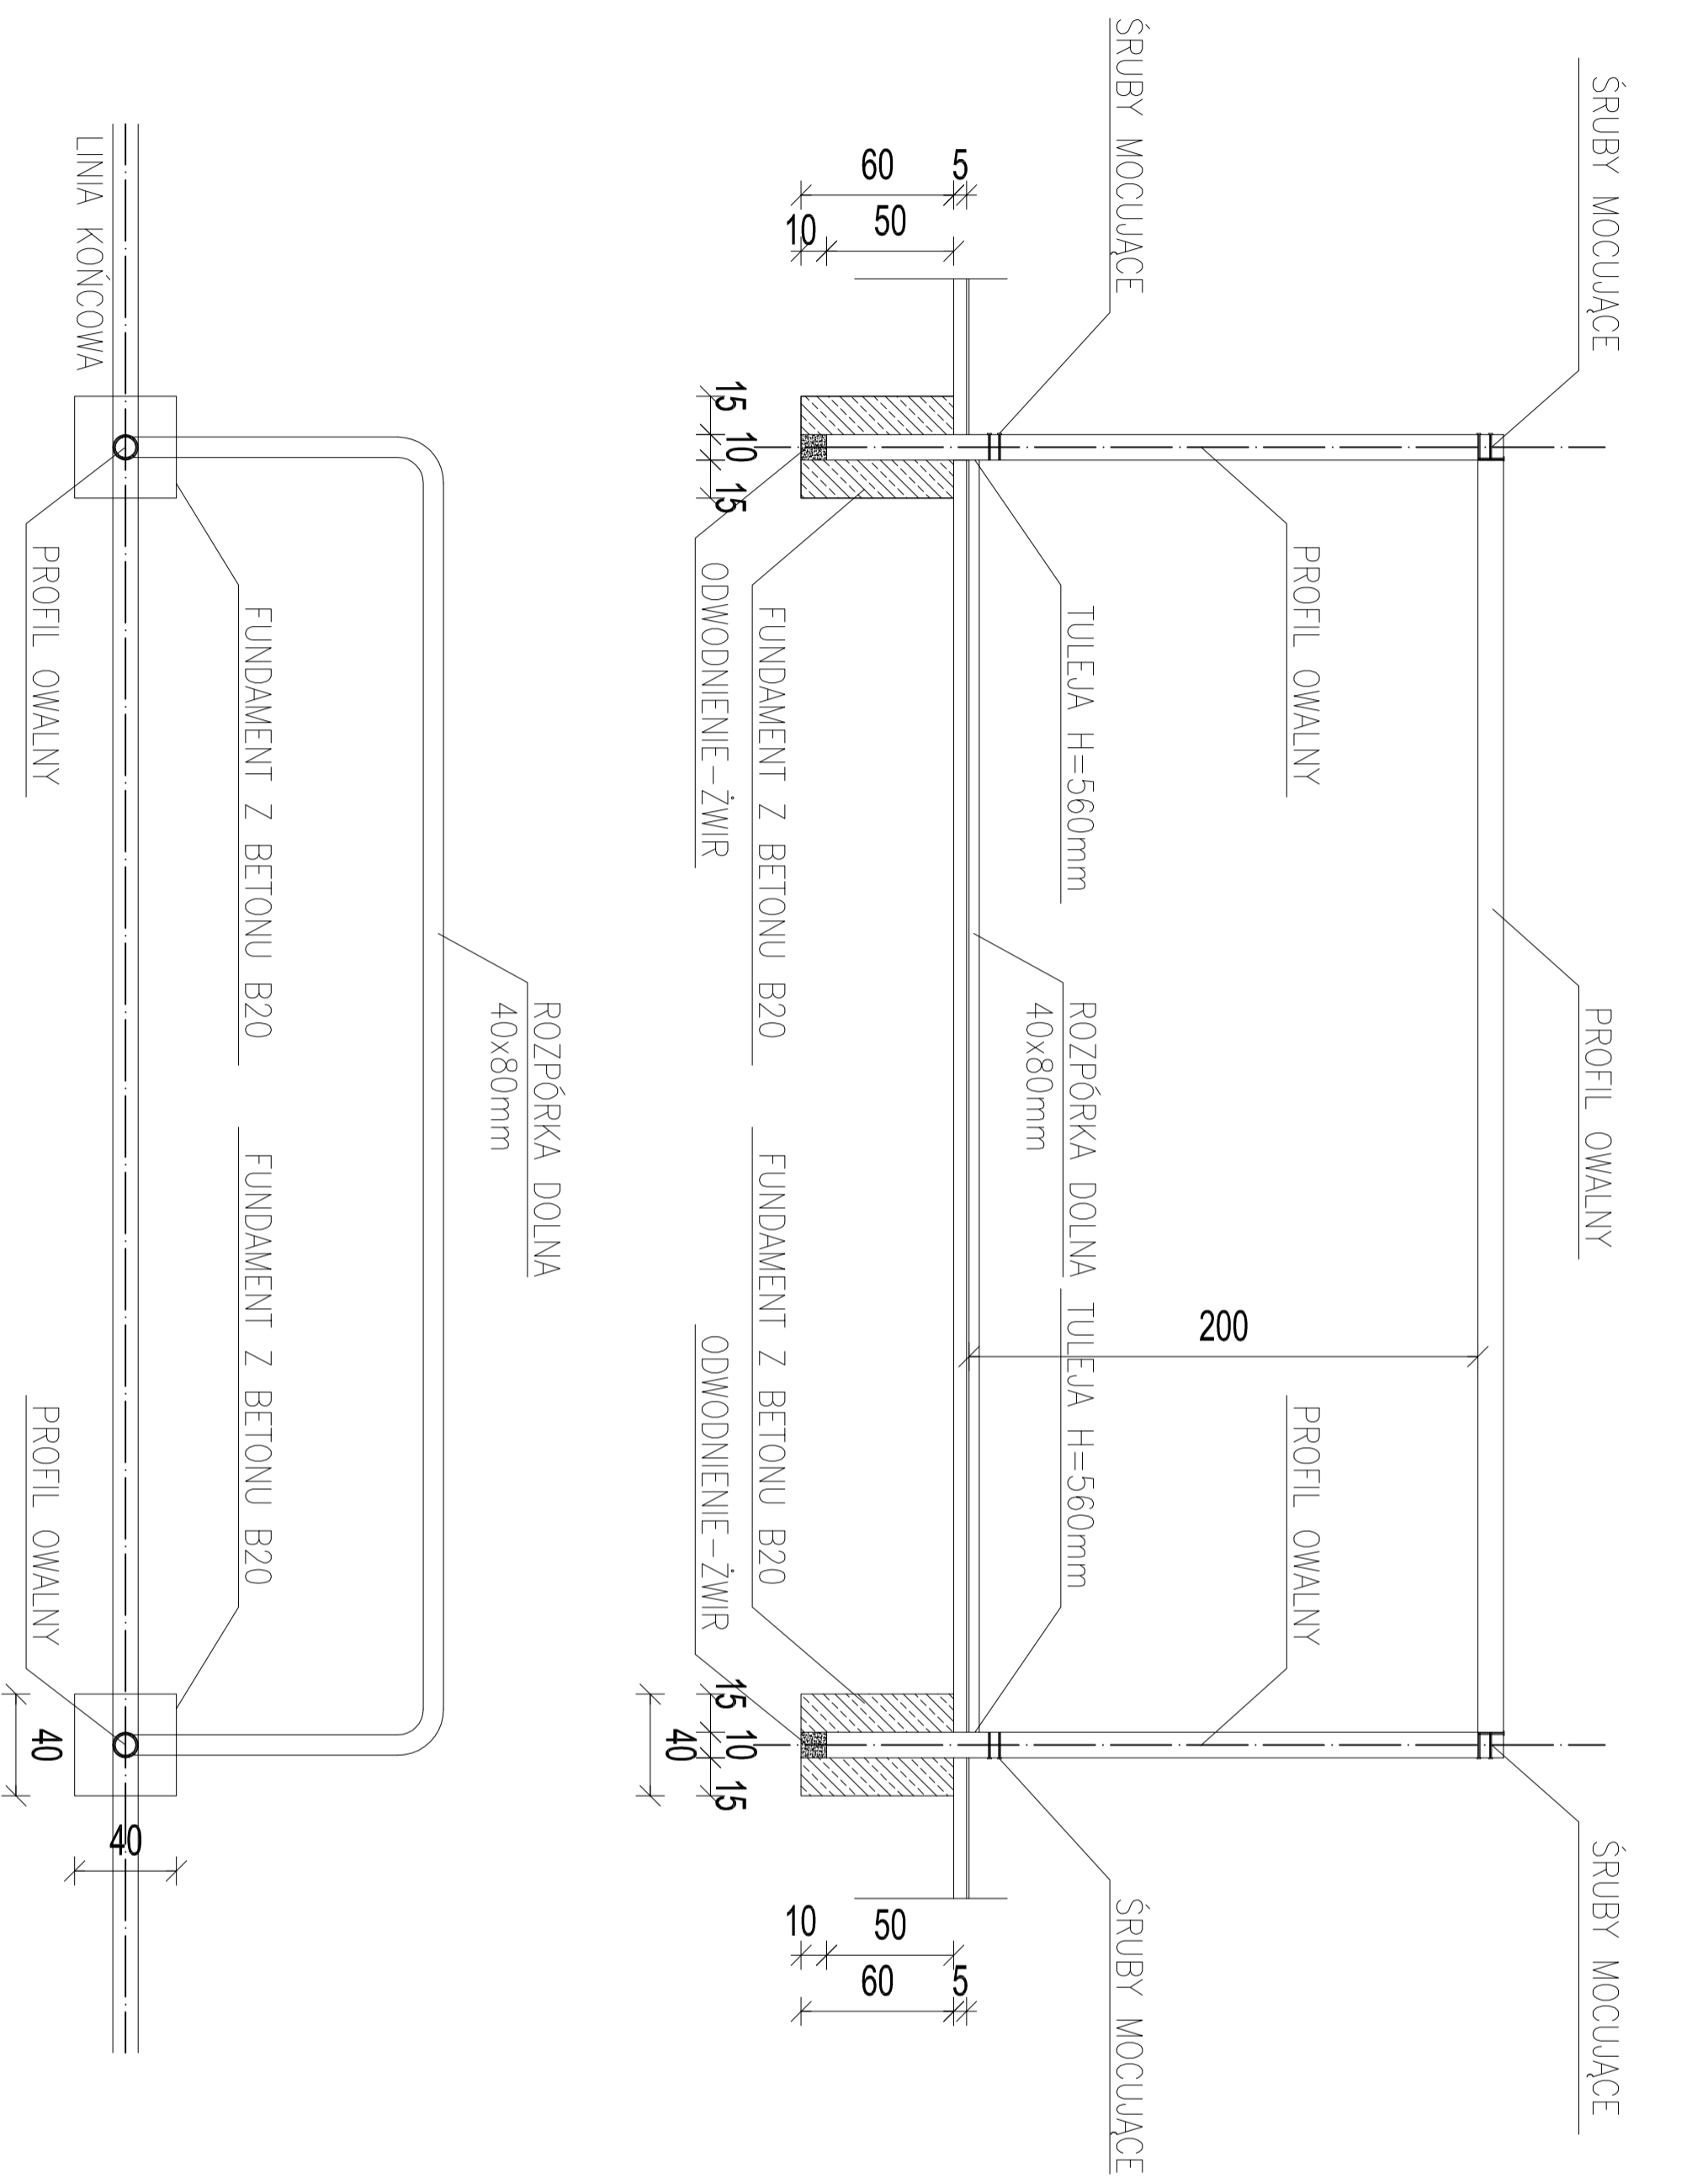 ŚRUBY MOCUJĄCE
PROFIL OWALNY
ŚRUBY MOCUJĄCE
PROFIL OWALNY
200
PROFIL OWALNY
ŚRUBY MOCUJĄCE
TULEJA H=560mm
ROZPÓRKA DOLNA
40x80mm
TULEJA H=560mm
ŚRUBY MOCUJĄCE
5
60
50
10
5
60
50
10
FUNDAMENT Z BETONU B20
FUNDAMENT Z BETONU B20
ODWODNIENIE-ŻWIR
ODWODNIENIE-ŻWIR
15
10
15
15
10
15
40
ROZPÓRKA DOLNA
40x80mm
FUNDAMENT Z BETONU B20
FUNDAMENT Z BETONU B20
LINIA KOŃCOWA
PROFIL OWALNY
PROFIL OWALNY
40
40